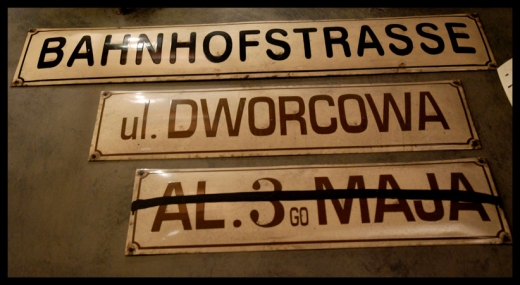 BAHNHOFSTRASSE
ul. DWORCOWA
AL. 3 GO MAJA